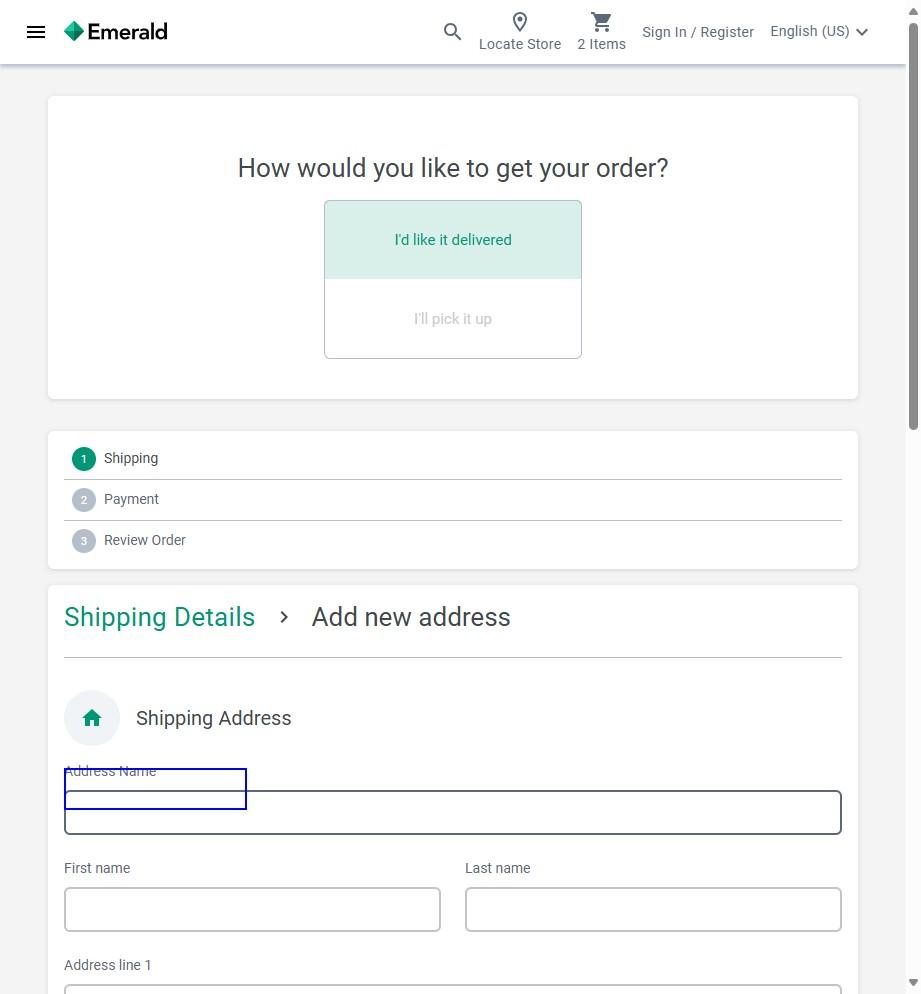 Emerald
Locate Store
2 Items
Sign In / Register
English (US)
How would you like to get your order?
I'd like it delivered
I'll pick it up
1 Shipping
2 Payment
3 Review Order
Shipping Details > Add new address
Shipping Address
Address Name
First name
Last name
Address line 1